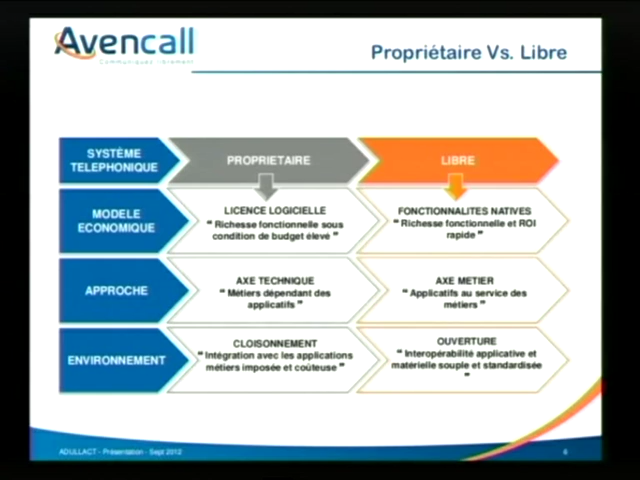 Avencall
Communiquez librement
Propriétaire Vs. Libre
SYSTÈME
TELEPHONIQUE
PROPRIETAIRE
LIBRE
MODELE
ECONOMIQUE
LICENCE LOGICIELLE
❝ Richesse fonctionnelle sous
condition de budget élevé ❞
FONCTIONNALITES NATIVES
❝ Richesse fonctionnelle et ROI
rapide ❞
APPROCHE
AXE TECHNIQUE
❝ Métiers dépendant des
applicatifs ❞
AXE METIER
❝ Applicatifs au service des
métiers ❞
ENVIRONNEMENT
CLOISONNEMENT
❝ Intégration avec les applications
métiers imposée et coûteuse ❞
OUVERTURE
❝ Interopérabilité applicative et
matérielle souple et standardisée
❞
ADULLACT - Présentation - Sept 2012
6